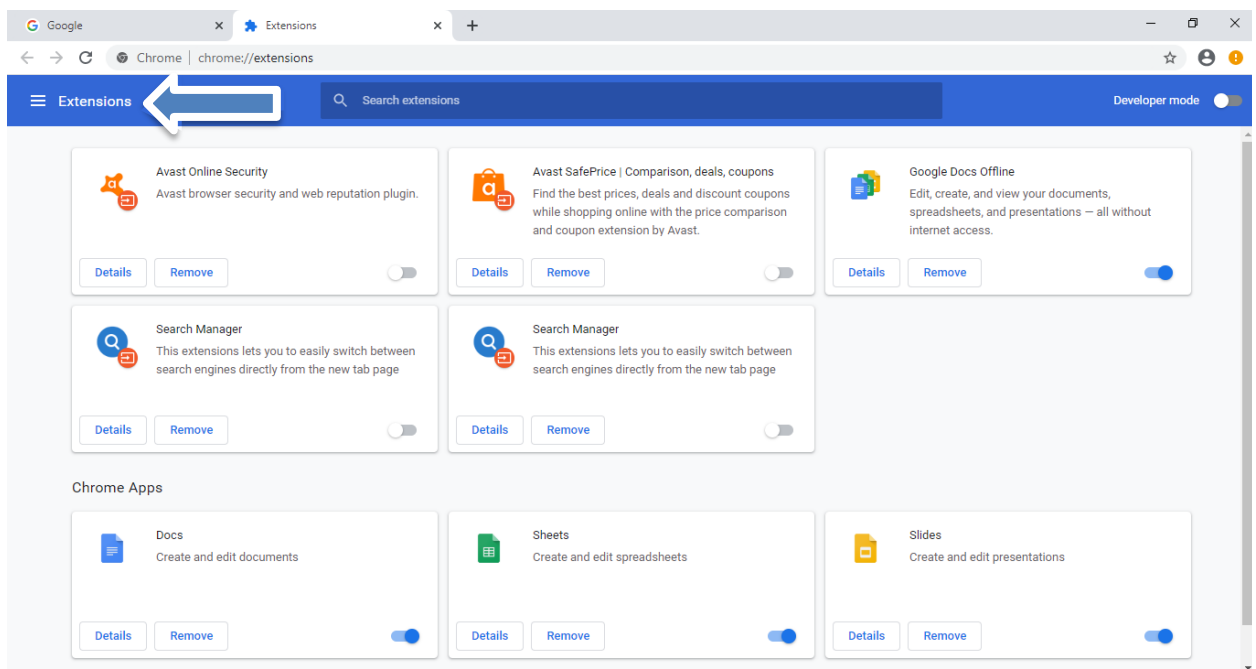 Google
Extensions
Chrome | chrome://extensions
Extensions
Search extensions
Developer mode
Avast Online Security
Avast browser security and web reputation plugin.
Details
Remove
Avast SafePrice | Comparison, deals, coupons
Find the best prices, deals and discount coupons
while shopping online with the price comparison
and coupon extension by Avast.
Details
Remove
Google Docs Offline
Edit, create, and view your documents,
spreadsheets, and presentations — all without
internet access.
Details
Remove
Search Manager
This extensions lets you to easily switch between
search engines directly from the new tab page
Details
Remove
Search Manager
This extensions lets you to easily switch between
search engines directly from the new tab page
Details
Remove
Chrome Apps
Docs
Create and edit documents
Details
Remove
Sheets
Create and edit spreadsheets
Details
Remove
Slides
Create and edit presentations
Details
Remove